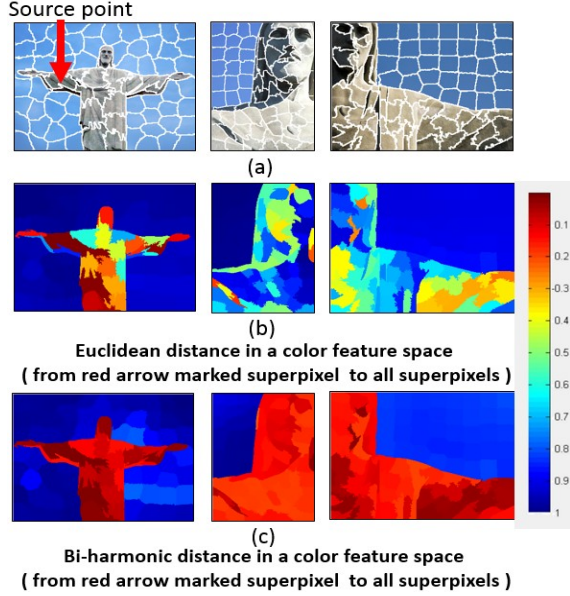 Source point
(a)
(b)
Euclidean distance in a color feature space
( from red arrow marked superpixel to all superpixels )
0.1
0.2
0.3
0.4
0.5
0.6
0.7
0.8
0.9
1
(c)
Bi-harmonic distance in a color feature space
( from red arrow marked superpixel to all superpixels )